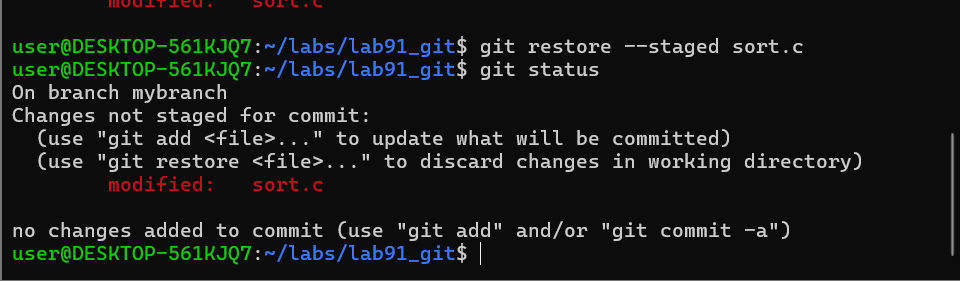 modified:   sort.c
user@DESKTOP-561KJQ7:~/labs/lab91_git$ git restore --staged sort.c
user@DESKTOP-561KJQ7:~/labs/lab91_git$ git status
On branch mybranch
Changes not staged for commit:
  (use "git add <file>..." to update what will be committed)
  (use "git restore <file>..." to discard changes in working directory)
        modified:   sort.c
no changes added to commit (use "git add" and/or "git commit -a")
user@DESKTOP-561KJQ7:~/labs/lab91_git$